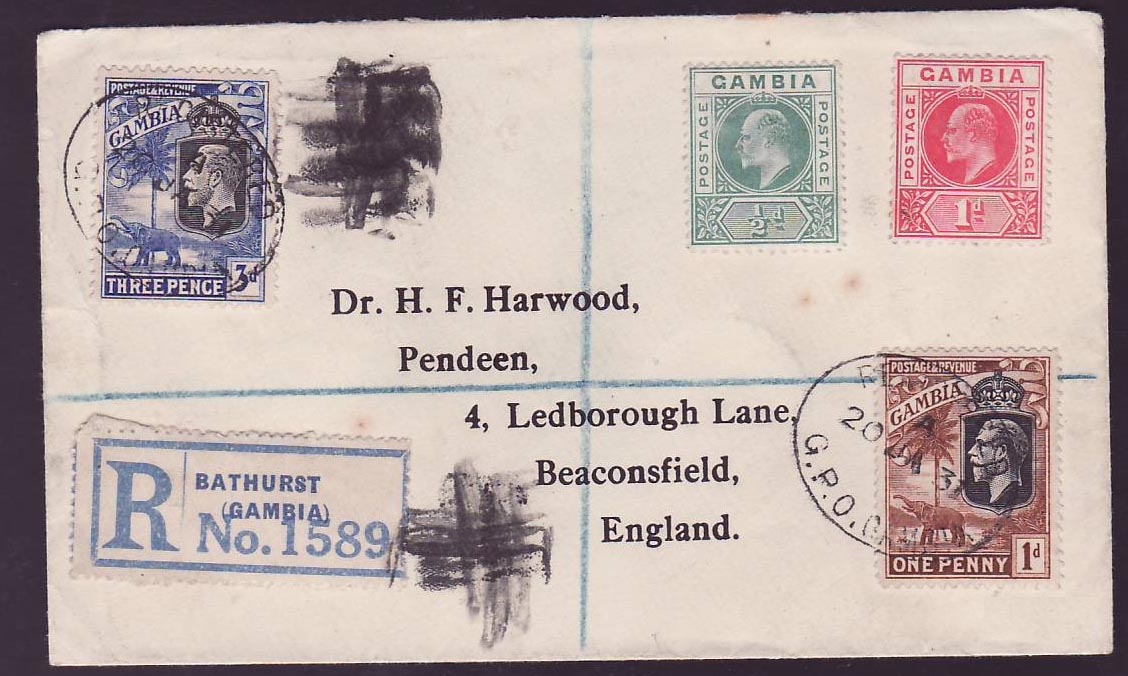 POSTAGE & REVENUE
GAMBIA
THREE PENCE 3d
GAMBIA
POSTAGE
POSTAGE
½d
GAMBIA
POSTAGE
POSTAGE
1d
Dr. H. F. Harwood,
Pendeen,
4, Ledborough Lane,
Beaconsfield,
England.
R
BATHURST
(GAMBIA)
No. 1589
POSTAGE & REVENUE
GAMBIA
ONE PENNY 1d
20
G.P.O.